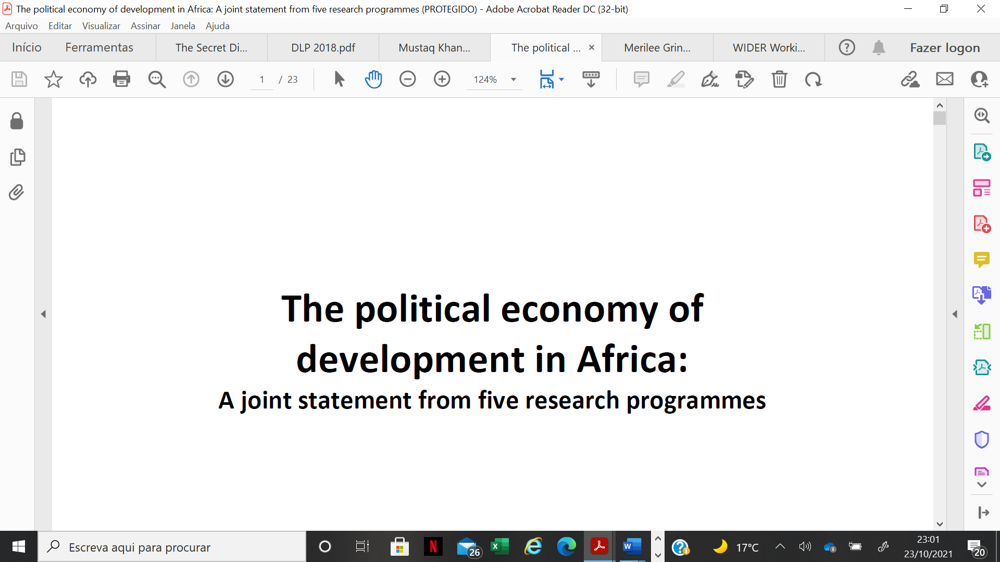 The political economy of development in Africa: A joint statement from five research programmes (PROTEGIDO) - Adobe Acrobat Reader DC (32-bit)
Arquivo Editar Visualizar Assinar Janela Ajuda
Início Ferramentas The Secret Di... DLP 2018.pdf Mustaq Khan... The political ... Merilee Grin... WIDER Worki... Fazer logon
1 / 23 124%
The political economy of
development in Africa:
A joint statement from five research programmes
Escreva aqui para procurar
26
17°C
23:01
23/10/2021
20